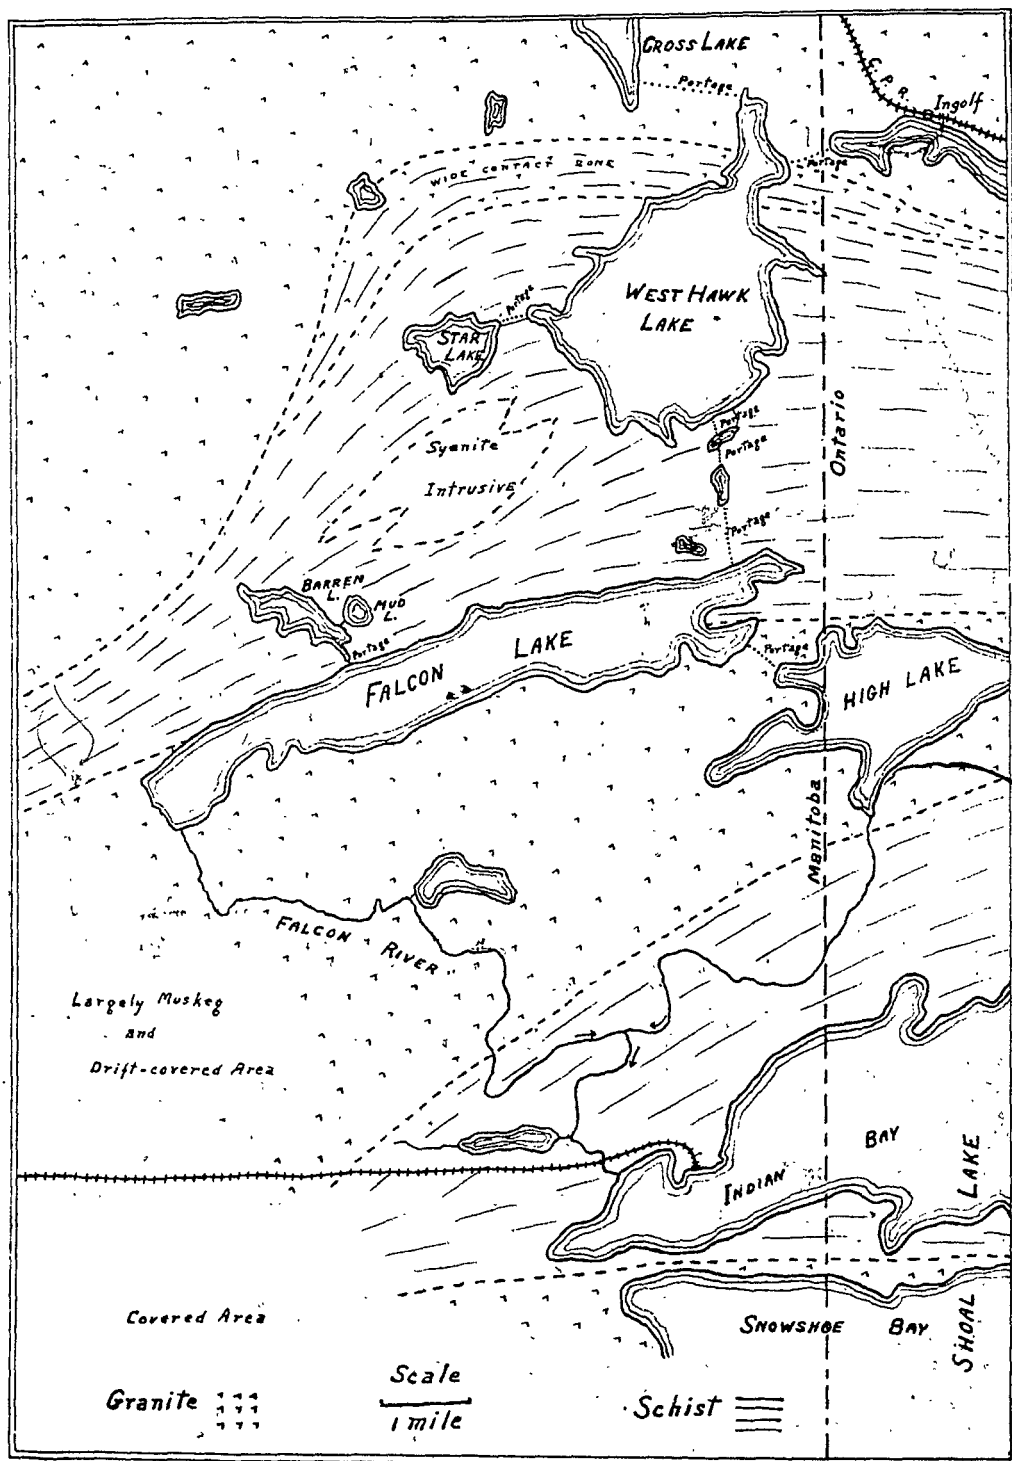 CROSS LAKE
Portage
C. P. R.
Ingolf
Portage
WIDE CONTACT ZONE
WEST HAWK
LAKE
Portage
STAR
LAKE
Portage
Portage
Ontario
Syenite
Intrusive
Portage
BARREN
L.
MUD
L.
Portage
FALCON LAKE
Portage
HIGH LAKE
Manitoba
FALCON RIVER
Largely Muskeg
and
Drift-covered Area
INDIAN BAY
SHOAL LAKE
Covered Area
SNOWSHOE BAY
Scale
1 mile
Granite
Schist